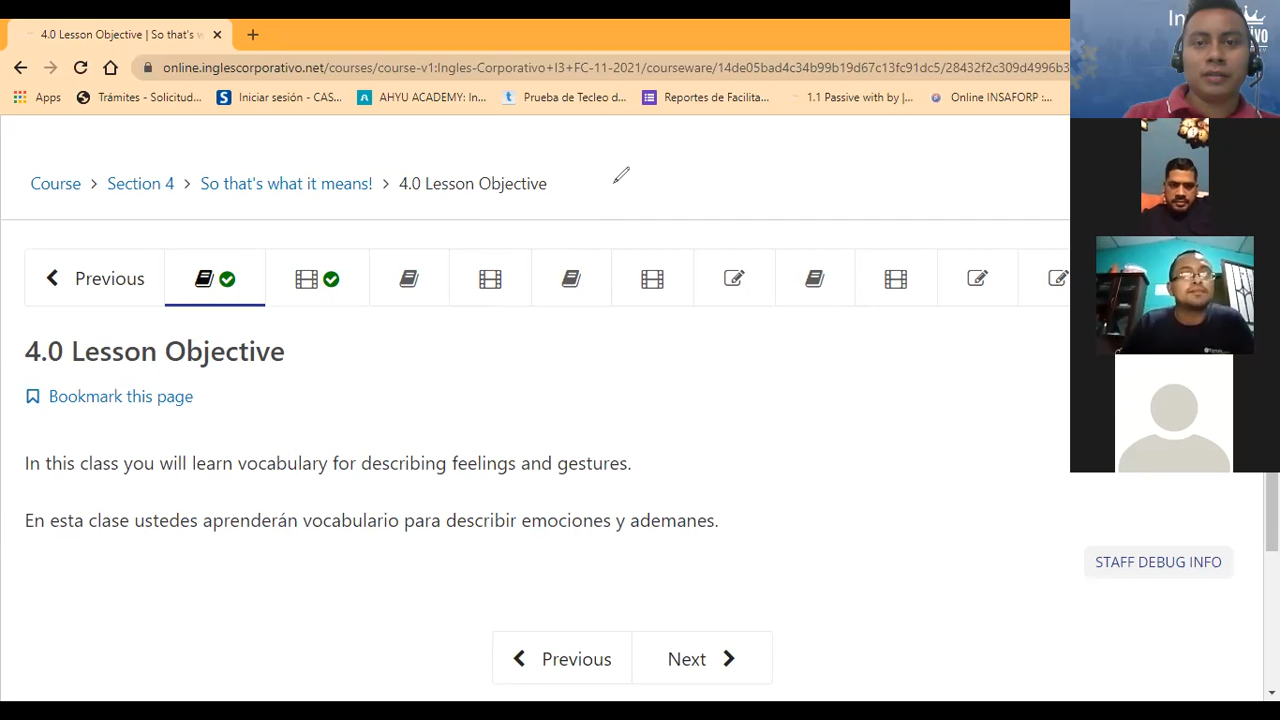 4.0 Lesson Objective | So that's w
online.inglescorporativo.net/courses/course-v1:Ingles-Corporativo+I3+FC-11-2021/courseware/14de05bad4c34b99b19d67c13fc91dc5/28432f2c309d4996b3
Apps Trámites - Solicitud... Iniciar sesión - CAS... AHYU ACADEMY: In... Prueba de Tecleo d... Reportes de Facilita... 1.1 Passive with by |... Online INSAFORP :...
Course > Section 4 > So that's what it means! > 4.0 Lesson Objective
Previous
4.0 Lesson Objective
Bookmark this page
In this class you will learn vocabulary for describing feelings and gestures.
En esta clase ustedes aprenderán vocabulario para describir emociones y ademanes.
STAFF DEBUG INFO
Previous Next